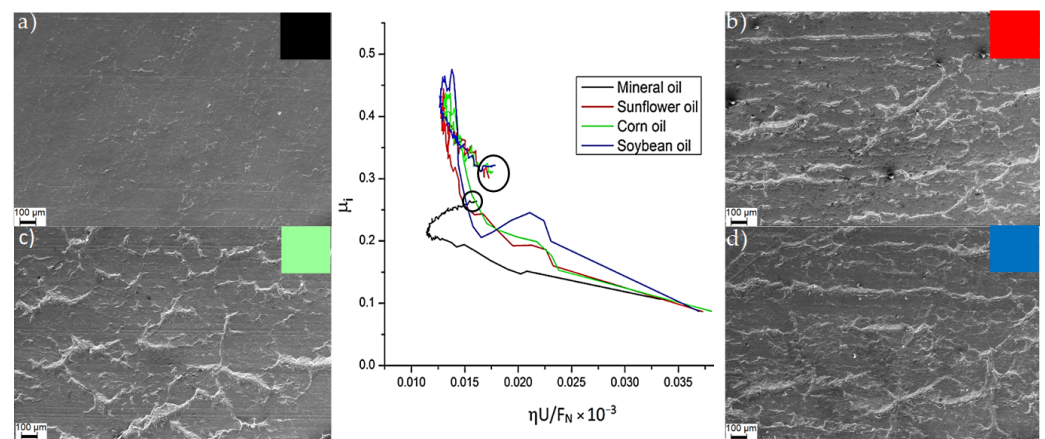 a)
100 μm
c)
100 μm
0.5
0.4
0.3
0.2
0.1
0.0
μi
Mineral oil
Sunflower oil
Corn oil
Soybean oil
0.010 0.015 0.020 0.025 0.030 0.035
ηU/FN × 10⁻³
b)
100 μm
d)
100 μm